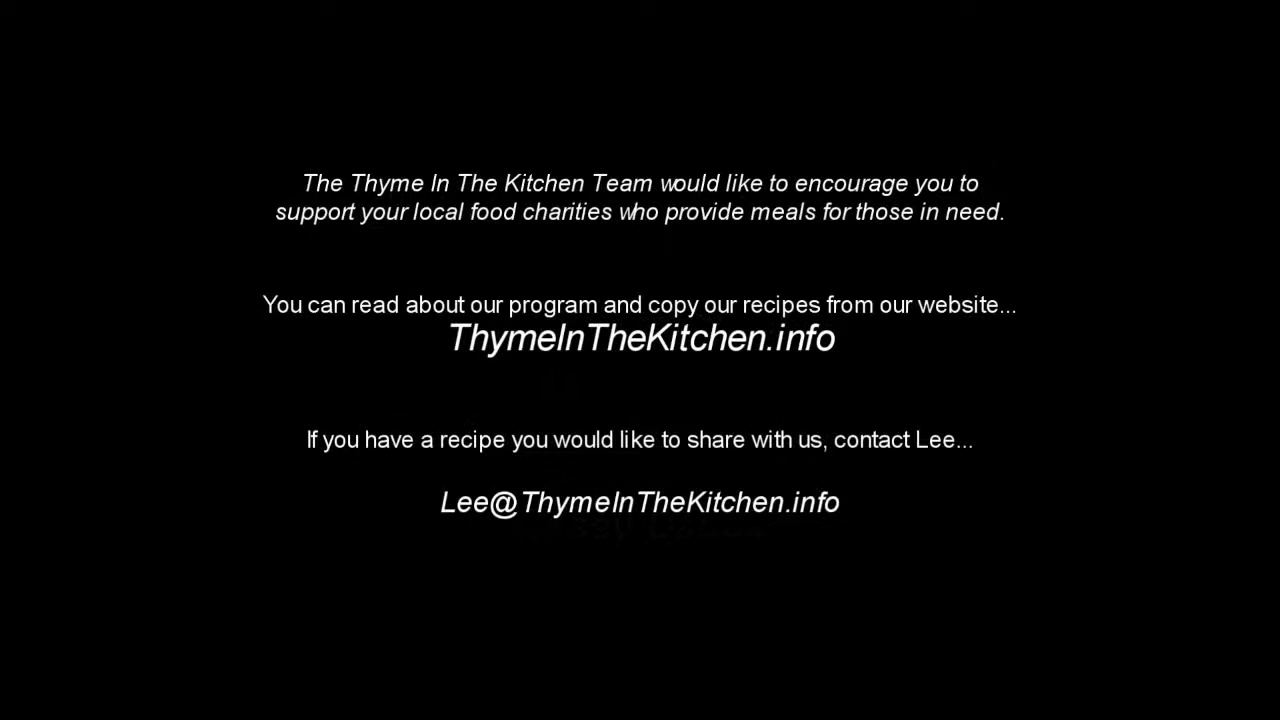 The Thyme In The Kitchen Team would like to encourage you to
support your local food charities who provide meals for those in need.
You can read about our program and copy our recipes from our website...
ThymeInTheKitchen.info
If you have a recipe you would like to share with us, contact Lee...
Lee@ThymeInTheKitchen.info